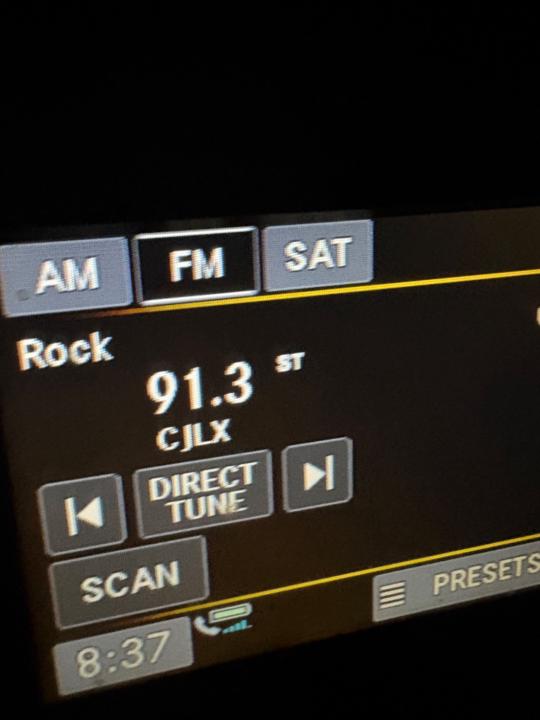 AM FM SAT
Rock
91.3 ST
CJLX
DIRECT
TUNE
SCAN
PRESETS
8:37